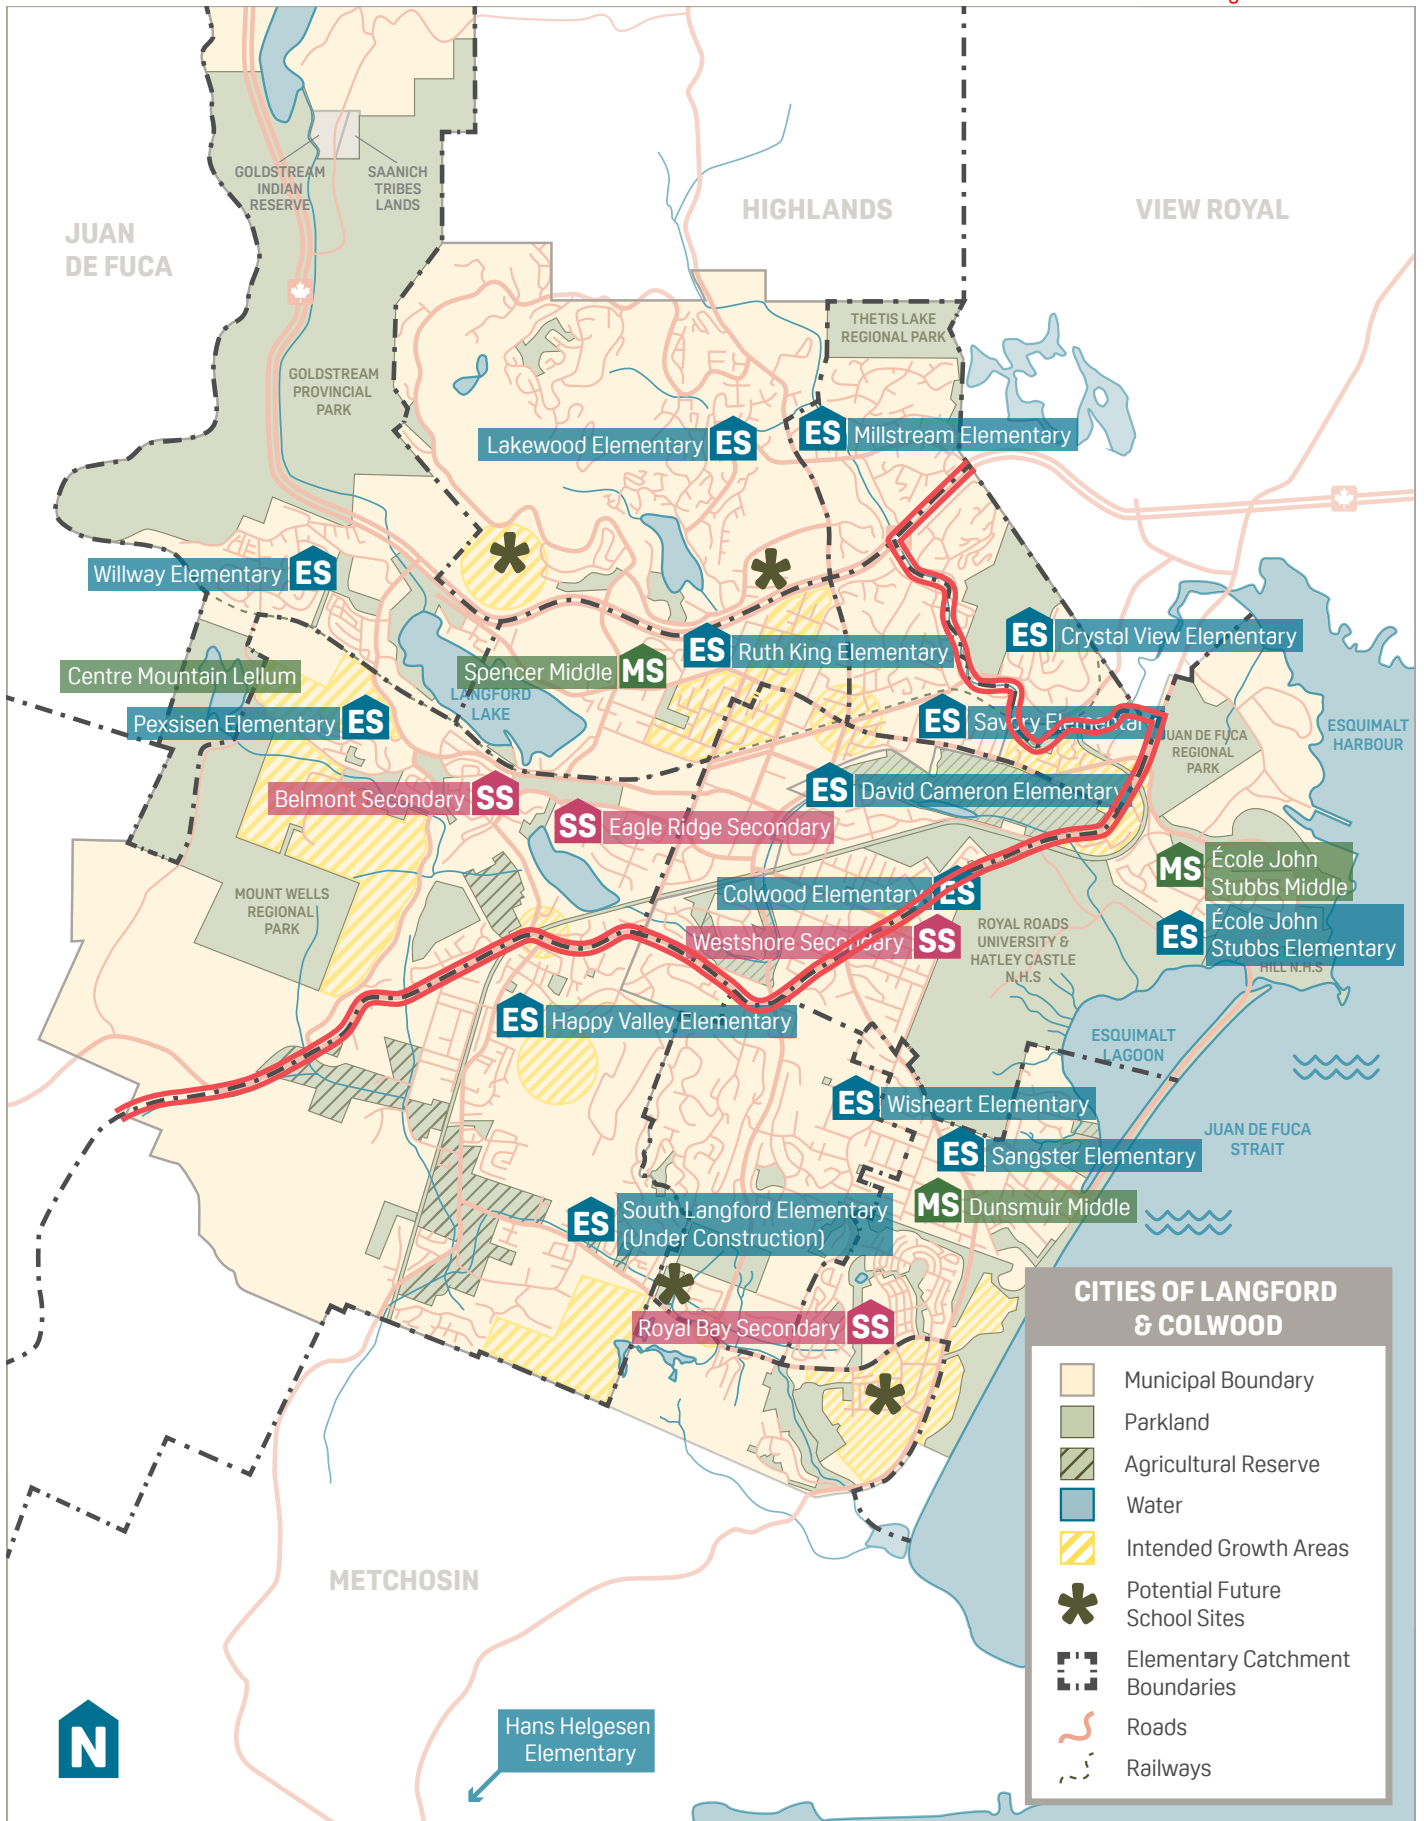 JUAN
DE FUCA
GOLDSTREAM
INDIAN
RESERVE
SAANICH
TRIBES
LANDS
HIGHLANDS
VIEW ROYAL
THETIS LAKE
REGIONAL PARK
GOLDSTREAM
PROVINCIAL
PARK
Lakewood Elementary
ES
ES
Millstream Elementary
Willway Elementary
ES
ES
Crystal View Elementary
ES
Ruth King Elementary
Spencer Middle
MS
Centre Mountain Lellum
LANGFORD
LAKE
Pexsisen Elementary
ES
ES
Savory Elementary
JUAN DE FUCA
REGIONAL
PARK
ESQUIMALT
HARBOUR
Belmont Secondary
SS
ES
David Cameron Elementary
SS
Eagle Ridge Secondary
MS
École John
Stubbs Middle
MOUNT WELLS
REGIONAL
PARK
Colwood Elementary
ES
Westshore Secondary
SS
ROYAL ROADS
UNIVERSITY &
HATLEY CASTLE
N.H.S
ES
École John
Stubbs Elementary
HILL N.H.S
ES
Happy Valley Elementary
ESQUIMALT
LAGOON
ES
Wisheart Elementary
JUAN DE FUCA
STRAIT
ES
Sangster Elementary
MS
Dunsmuir Middle
ES
South Langford Elementary
(Under Construction)
Royal Bay Secondary
SS
METCHOSIN
Hans Helgesen
Elementary
N
CITIES OF LANGFORD
& COLWOOD
Municipal Boundary
Parkland
Agricultural Reserve
Water
Intended Growth Areas
Potential Future
School Sites
Elementary Catchment
Boundaries
Roads
Railways